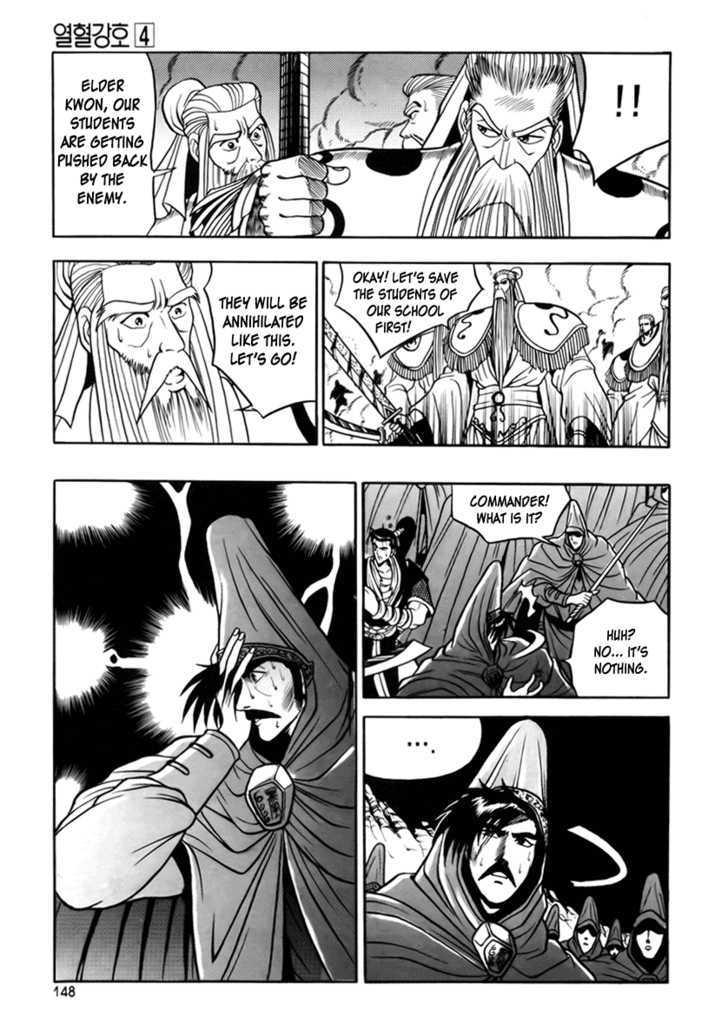 열혈강호 4
ELDER
KWON, OUR
STUDENTS
ARE GETTING
PUSHED BACK
BY THE
ENEMY.
!!
THEY WILL BE
ANNIHILATED
LIKE THIS.
LET'S GO!
OKAY! LET'S SAVE
THE STUDENTS OF
OUR SCHOOL
FIRST!
COMMANDER!
WHAT IS IT?
HUH?
NO... IT'S
NOTHING.
....
148